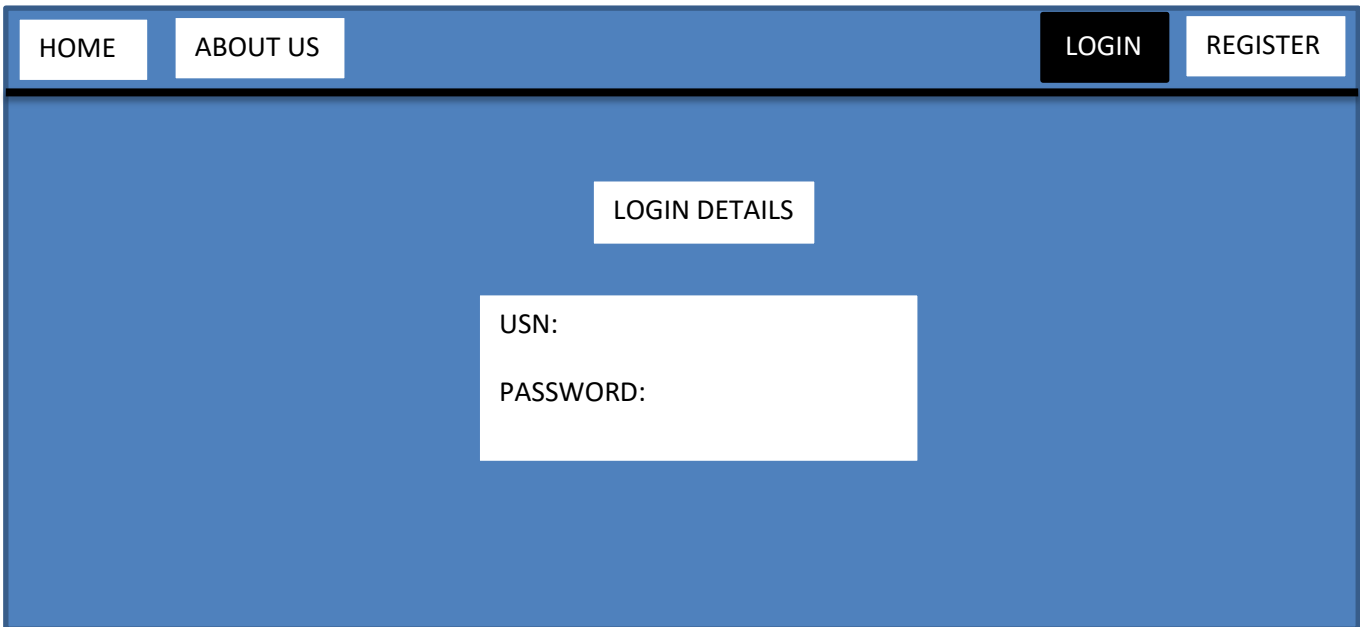 HOME
ABOUT US
LOGIN
REGISTER
LOGIN DETAILS
USN:
PASSWORD: